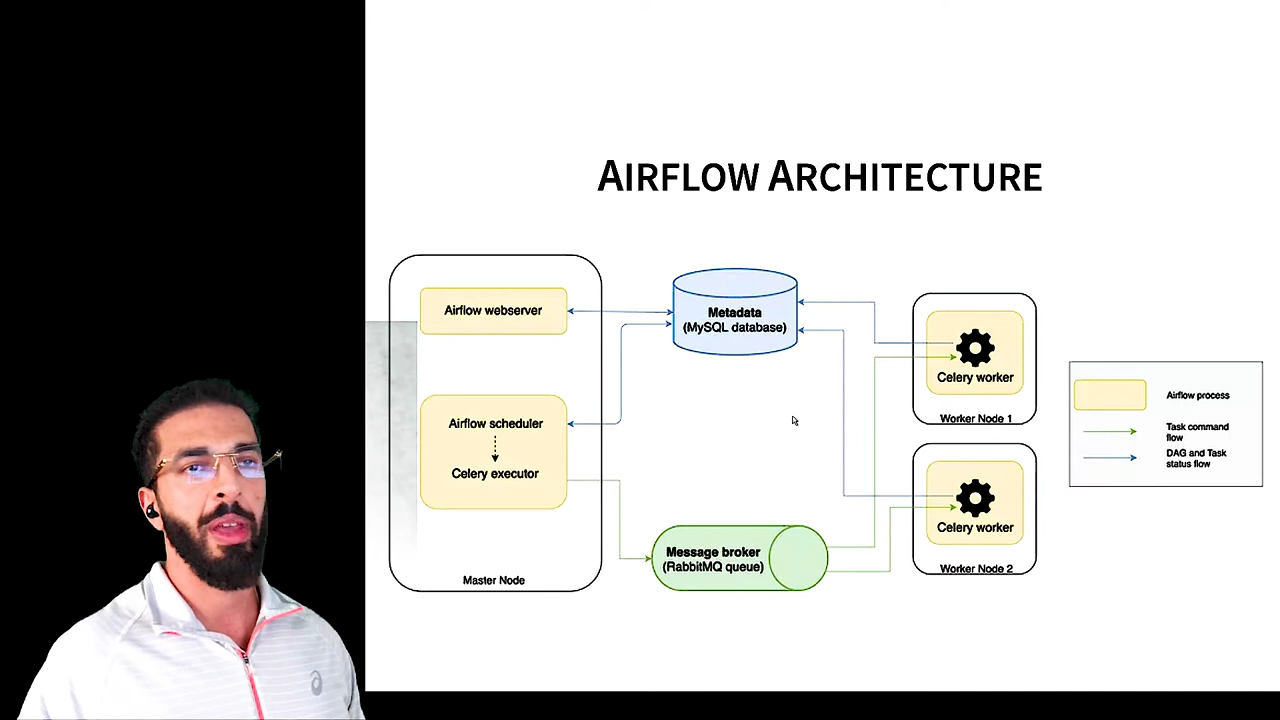 AIRFLOW ARCHITECTURE
Airflow webserver
Airflow scheduler
Celery executor
Master Node
Metadata
(MySQL database)
Message broker
(RabbitMQ queue)
Celery worker
Worker Node 1
Celery worker
Worker Node 2
Airflow process
Task command
flow
DAG and Task
status flow